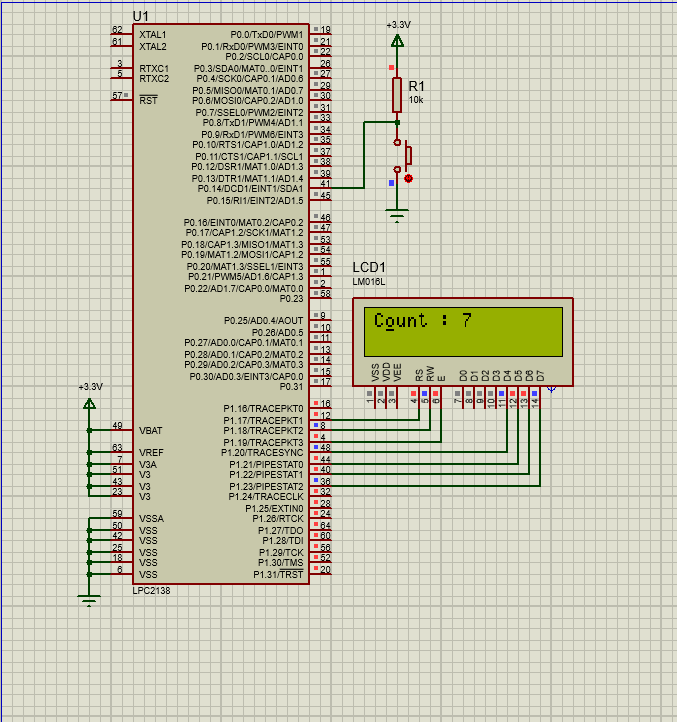 U1
62 XTAL1 P0.0/TxD0/PWM1 19
61 XTAL2 P0.1/RxD0/PWM3/EINT0 21
P0.2/SCL0/CAP0.0 22
3 RTXC1 P0.3/SDA0/MAT0.0/EINT1 26
5 RTXC2 P0.4/SCK0/CAP0.1/AD0.6 27
P0.5/MISO0/MAT0.1/AD0.7 29
57 RST P0.6/MOSI0/CAP0.2/AD1.0 30
P0.7/SSEL0/PWM2/EINT2 31
P0.8/TxD1/PWM4/AD1.1 33
P0.9/RxD1/PWM6/EINT3 34
P0.10/RTS1/CAP1.0/AD1.2 35
P0.11/CTS1/CAP1.1/SCL1 37
P0.12/DSR1/MAT1.0/AD1.3 38
P0.13/DTR1/MAT1.1/AD1.4 39
P0.14/DCD1/EINT1/SDA1 41
P0.15/RI1/EINT2/AD1.5 45
P0.16/EINT0/MAT0.2/CAP0.2 46
P0.17/CAP1.2/SCK1/MAT1.2 47
P0.18/CAP1.3/MISO1/MAT1.3 53
P0.19/MAT1.2/MOSI1/CAP1.2 54
P0.20/MAT1.3/SSEL1/EINT3 55
P0.21/PWM5/AD1.6/CAP1.3 1
P0.22/AD1.7/CAP0.0/MAT0.0 2
P0.23 58
P0.25/AD0.4/AOUT 9
P0.26/AD0.5 10
P0.27/AD0.0/CAP0.1/MAT0.1 11
P0.28/AD0.1/CAP0.2/MAT0.2 13
P0.29/AD0.2/CAP0.3/MAT0.3 14
P0.30/AD0.3/EINT3/CAP0.0 15
P0.31 17
P1.16/TRACEPKT0 16
P1.17/TRACEPKT1 12
49 VBAT P1.18/TRACEPKT2 8
P1.19/TRACEPKT3 4
63 VREF P1.20/TRACESYNC 48
7 V3A P1.21/PIPESTAT0 44
51 V3 P1.22/PIPESTAT1 40
43 V3 P1.23/PIPESTAT2 36
23 V3 P1.24/TRACECLK 32
P1.25/EXTIN0 28
59 VSSA P1.26/RTCK 24
50 VSS P1.27/TDO 64
42 VSS P1.28/TDI 60
25 VSS P1.29/TCK 56
18 VSS P1.30/TMS 52
6 VSS P1.31/TRST 20
LPC2138
+3.3V
+3.3V
R1
10k
LCD1
LM016L
Count : 7
VSS VDD VEE RS RW E D0 D1 D2 D3 D4 D5 D6 D7
1 2 3 4 5 6 7 8 9 10 11 12 13 14